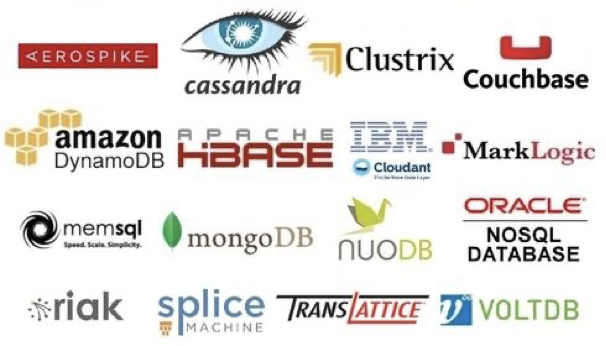 AEROSPIKE
cassandra
Clustrix
Couchbase
amazon
DynamoDB
APACHE
HBASE
IBM
Cloudant
MarkLogic
memsql
Speed. Scale. Simplicity.
mongoDB
NUODB
ORACLE
NOSQL
DATABASE
riak
splice
MACHINE
TRANSLATTICE
VOLTDB